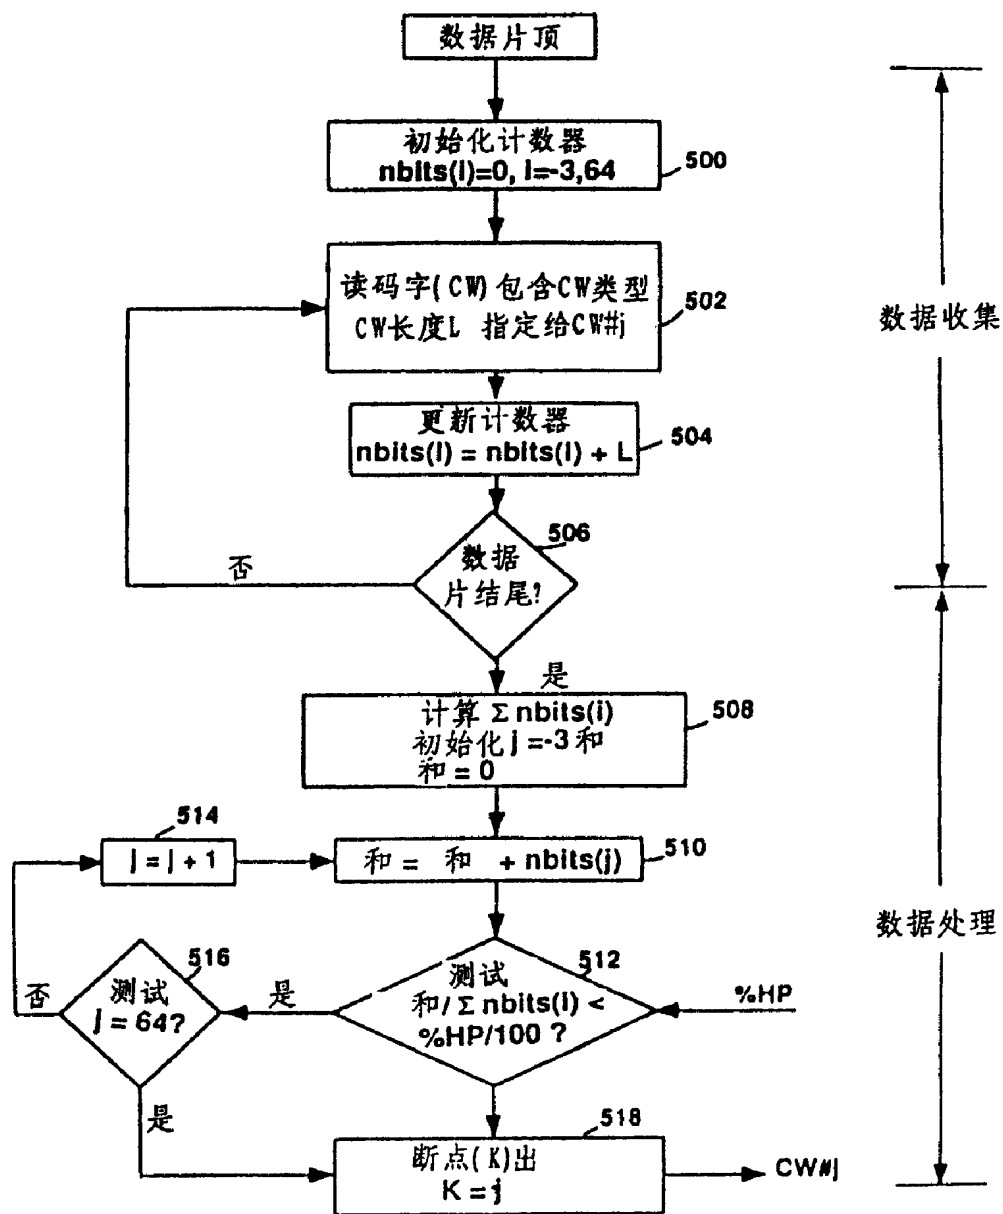 数据片顶
初始化计数器
nbits(i)=0, i=-3,64
500
读码字(CW)包含CW类型
CW长度L 指定给CW#j
502
数据收集
更新计数器
nbits(i) = nbits(i) + L
504
506
数据
片结尾?
否
是
计算 Σ nbits(i)
初始化 j =-3 和
和 = 0
508
514
j = j + 1
和 = 和 + nbits(j)
510
数据处理
516
测试
j = 64?
否
是
512
测试
和/Σ nbits(i) <
%HP/100 ?
%HP
是
518
断点(K)出
K = j
CW#j